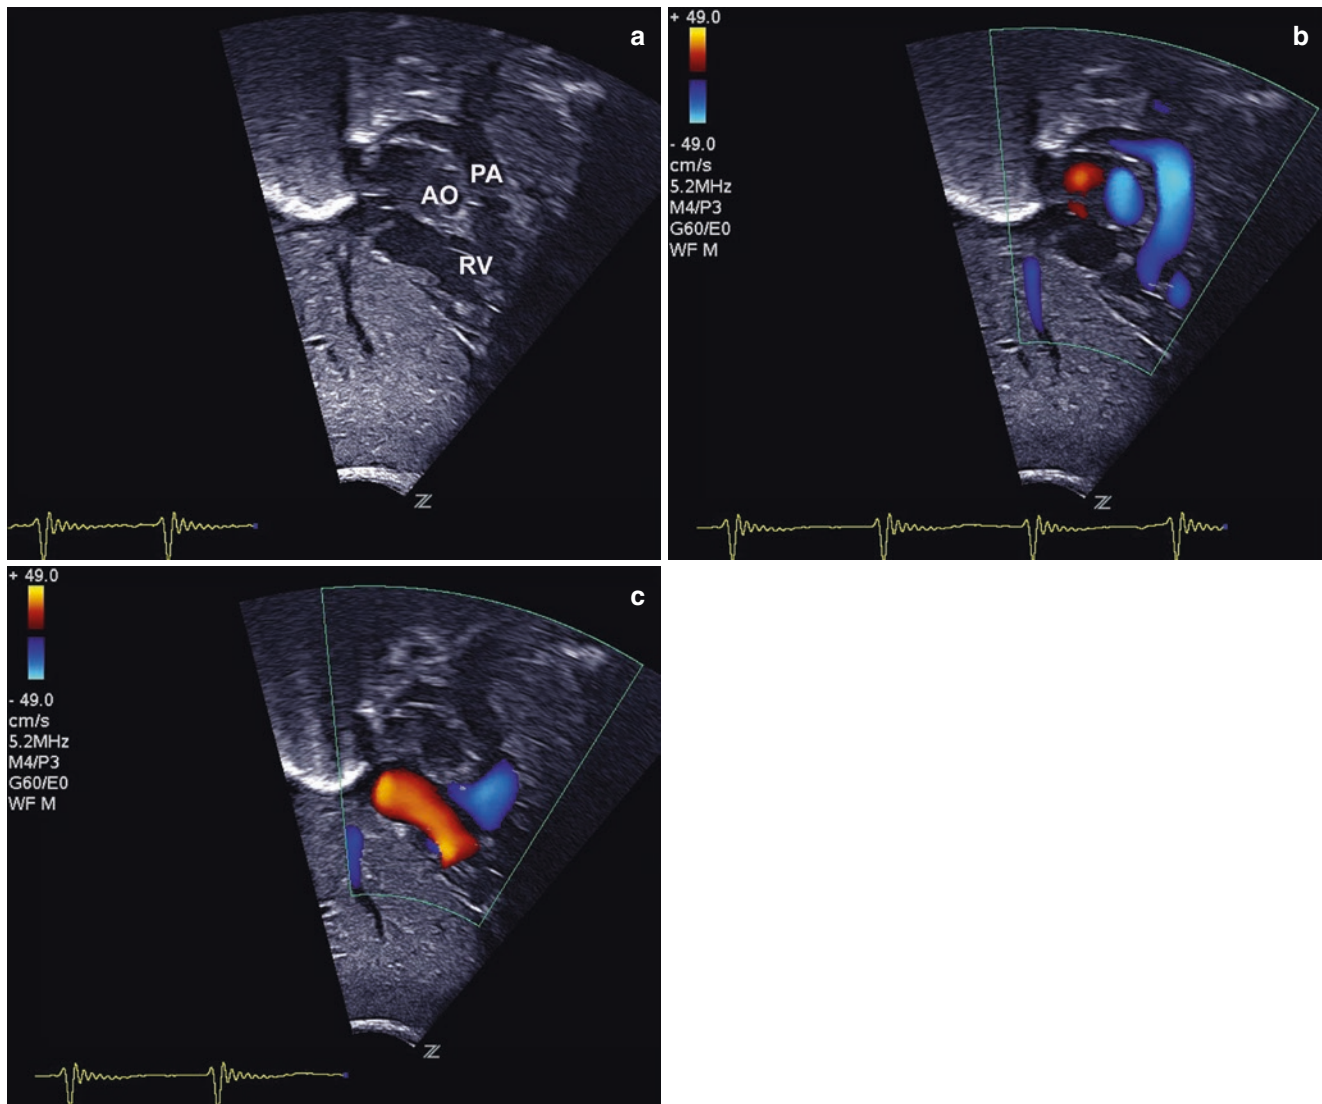 a
PA
AO
RV
+ 49.0
- 49.0
cm/s
5.2MHz
M4/P3
G60/E0
WF M
b
+ 49.0
- 49.0
cm/s
5.2MHz
M4/P3
G60/E0
WF M
c